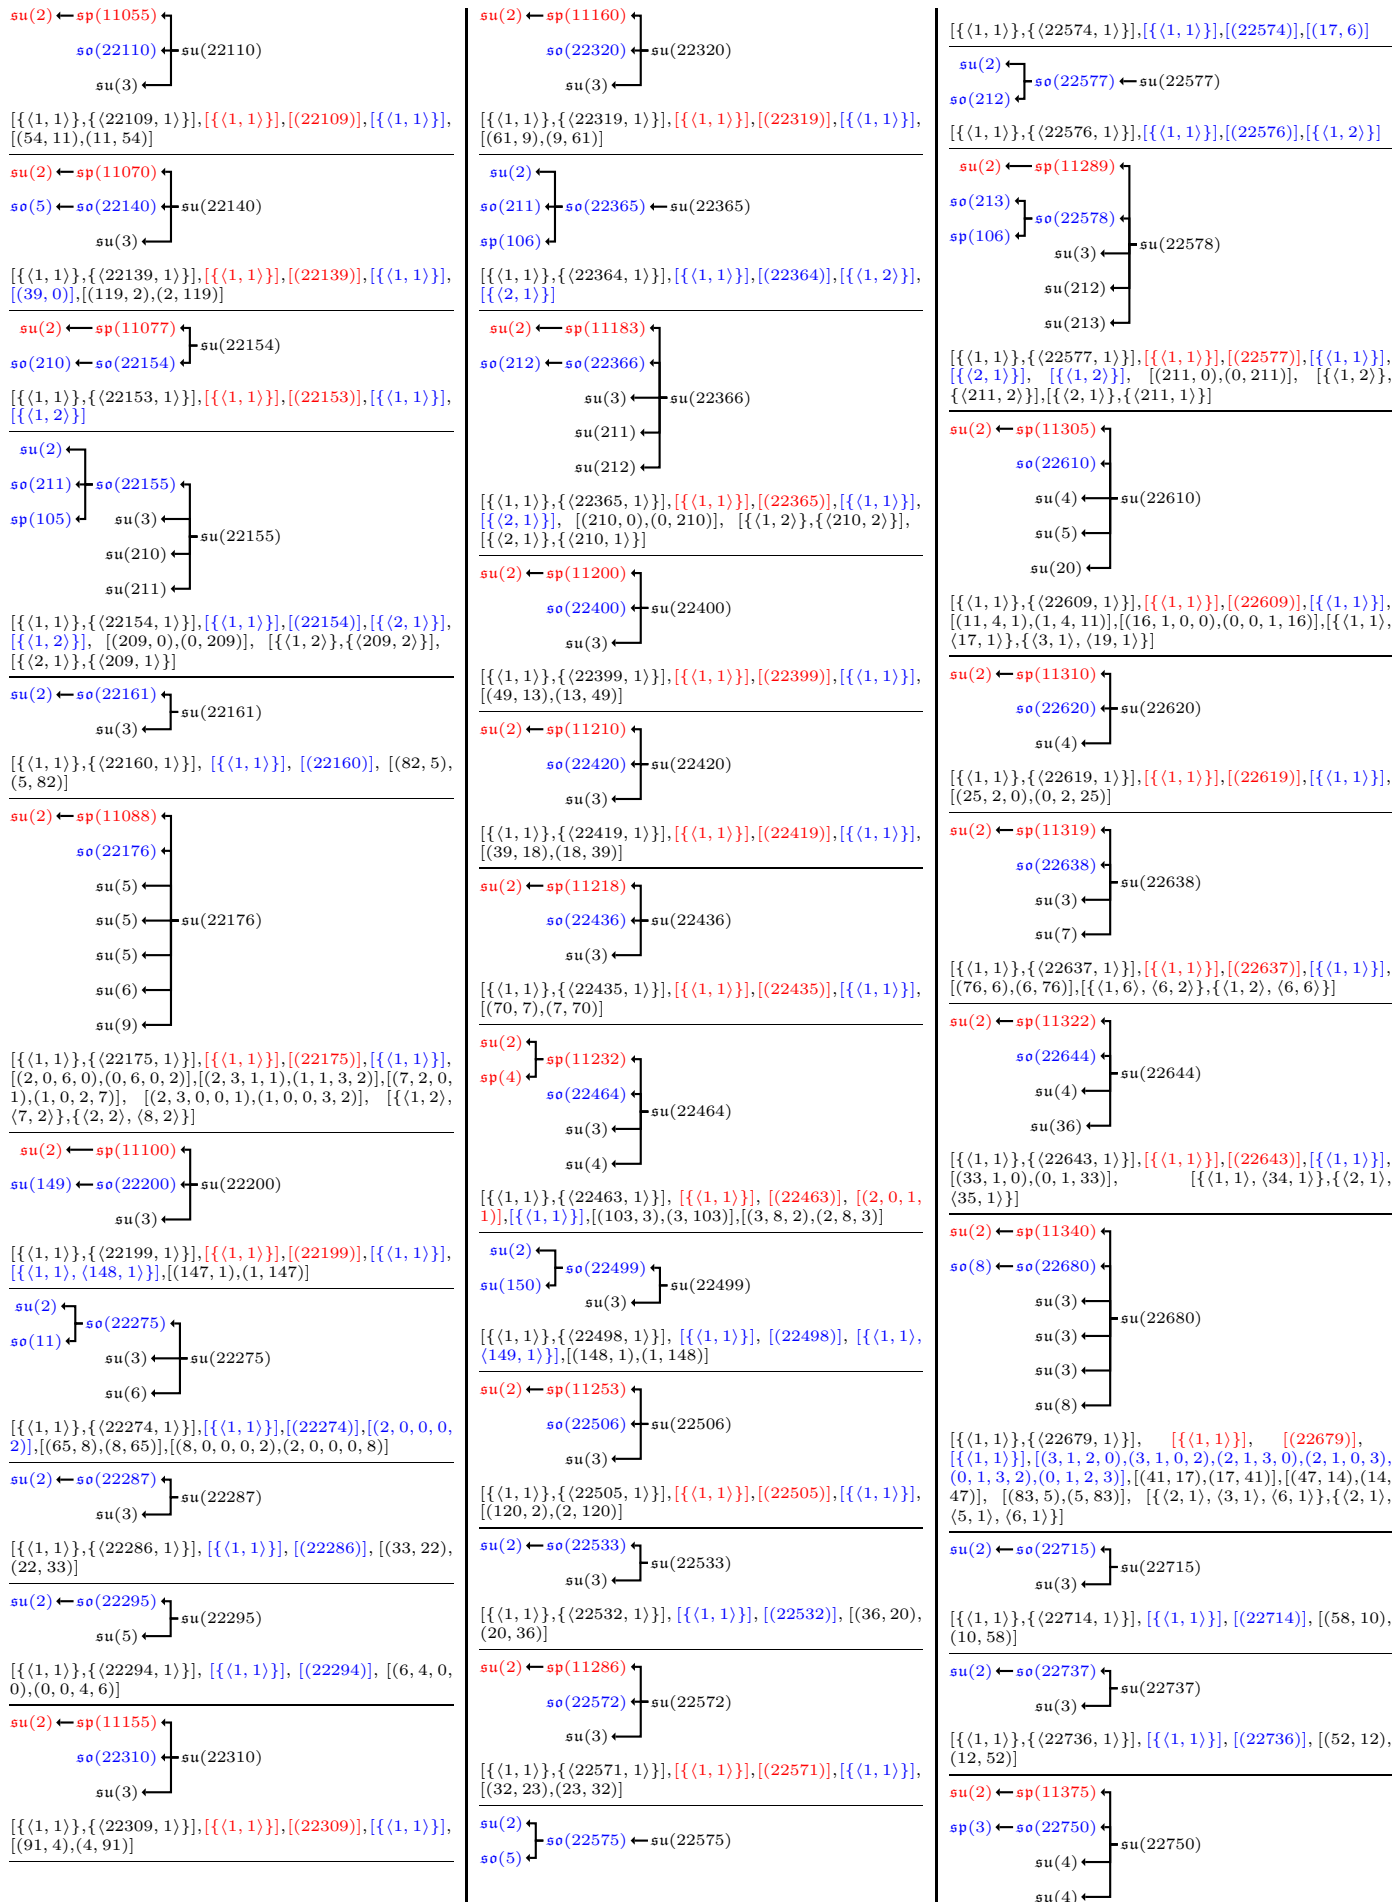 𝔰𝔲(2) 𝔰𝔭(11055)
𝔰𝔬(22110) 𝔰𝔲(22110)
𝔰𝔲(3)
[{⟨1, 1⟩},{⟨22109, 1⟩}],[{⟨1, 1⟩}],[(22109)],[{⟨1, 1⟩}],
[(54, 11),(11, 54)]
𝔰𝔲(2) 𝔰𝔭(11070)
𝔰𝔬(5) 𝔰𝔬(22140) 𝔰𝔲(22140)
𝔰𝔲(3)
[{⟨1, 1⟩},{⟨22139, 1⟩}],[{⟨1, 1⟩}],[(22139)],[{⟨1, 1⟩}],
[(39, 0)],[(119, 2),(2, 119)]
𝔰𝔲(2) 𝔰𝔭(11077)
𝔰𝔲(22154)
𝔰𝔬(210) 𝔰𝔬(22154)
[{⟨1, 1⟩},{⟨22153, 1⟩}],[{⟨1, 1⟩}],[(22153)],[{⟨1, 1⟩}],
[{⟨1, 2⟩}]
𝔰𝔲(2)
𝔰𝔬(211) 𝔰𝔬(22155)
𝔰𝔭(105) 𝔰𝔲(3)
𝔰𝔲(22155)
𝔰𝔲(210)
𝔰𝔲(211)
[{⟨1, 1⟩},{⟨22154, 1⟩}],[{⟨1, 1⟩}],[(22154)],[{⟨2, 1⟩}],
[{⟨1, 2⟩}], [(209, 0),(0, 209)], [{⟨1, 2⟩},{⟨209, 2⟩}],
[{⟨2, 1⟩},{⟨209, 1⟩}]
𝔰𝔲(2) 𝔰𝔬(22161)
𝔰𝔲(22161)
𝔰𝔲(3)
[{⟨1, 1⟩},{⟨22160, 1⟩}], [{⟨1, 1⟩}], [(22160)], [(82, 5),
(5, 82)]
𝔰𝔲(2) 𝔰𝔭(11088)
𝔰𝔬(22176)
𝔰𝔲(5)
𝔰𝔲(5) 𝔰𝔲(22176)
𝔰𝔲(5)
𝔰𝔲(6)
𝔰𝔲(9)
[{⟨1, 1⟩},{⟨22175, 1⟩}],[{⟨1, 1⟩}],[(22175)],[{⟨1, 1⟩}],
[(2, 0, 6, 0),(0, 6, 0, 2)],[(2, 3, 1, 1),(1, 1, 3, 2)],[(7, 2, 0,
1),(1, 0, 2, 7)], [(2, 3, 0, 0, 1),(1, 0, 0, 3, 2)], [{⟨1, 2⟩,
⟨7, 2⟩},{⟨2, 2⟩, ⟨8, 2⟩}]
𝔰𝔲(2) 𝔰𝔭(11100)
𝔰𝔲(149) 𝔰𝔬(22200) 𝔰𝔲(22200)
𝔰𝔲(3)
[{⟨1, 1⟩},{⟨22199, 1⟩}],[{⟨1, 1⟩}],[(22199)],[{⟨1, 1⟩}],
[{⟨1, 1⟩, ⟨148, 1⟩}],[(147, 1),(1, 147)]
𝔰𝔲(2)
𝔰𝔬(22275)
𝔰𝔬(11)
𝔰𝔲(3) 𝔰𝔲(22275)
𝔰𝔲(6)
[{⟨1, 1⟩},{⟨22274, 1⟩}],[{⟨1, 1⟩}],[(22274)],[(2, 0, 0, 0,
2)],[(65, 8),(8, 65)],[(8, 0, 0, 0, 2),(2, 0, 0, 0, 8)]
𝔰𝔲(2) 𝔰𝔬(22287)
𝔰𝔲(22287)
𝔰𝔲(3)
[{⟨1, 1⟩},{⟨22286, 1⟩}], [{⟨1, 1⟩}], [(22286)], [(33, 22),
(22, 33)]
𝔰𝔲(2) 𝔰𝔬(22295)
𝔰𝔲(22295)
𝔰𝔲(5)
[{⟨1, 1⟩},{⟨22294, 1⟩}], [{⟨1, 1⟩}], [(22294)], [(6, 4, 0,
0),(0, 0, 4, 6)]
𝔰𝔲(2) 𝔰𝔭(11155)
𝔰𝔬(22310) 𝔰𝔲(22310)
𝔰𝔲(3)
[{⟨1, 1⟩},{⟨22309, 1⟩}],[{⟨1, 1⟩}],[(22309)],[{⟨1, 1⟩}],
[(91, 4),(4, 91)]
𝔰𝔲(2) 𝔰𝔭(11160)
𝔰𝔬(22320) 𝔰𝔲(22320)
𝔰𝔲(3)
[{⟨1, 1⟩},{⟨22319, 1⟩}],[{⟨1, 1⟩}],[(22319)],[{⟨1, 1⟩}],
[(61, 9),(9, 61)]
𝔰𝔲(2)
𝔰𝔬(211) 𝔰𝔬(22365) 𝔰𝔲(22365)
𝔰𝔭(106)
[{⟨1, 1⟩},{⟨22364, 1⟩}],[{⟨1, 1⟩}],[(22364)],[{⟨1, 2⟩}],
[{⟨2, 1⟩}]
𝔰𝔲(2) 𝔰𝔭(11183)
𝔰𝔬(212) 𝔰𝔬(22366)
𝔰𝔲(3) 𝔰𝔲(22366)
𝔰𝔲(211)
𝔰𝔲(212)
[{⟨1, 1⟩},{⟨22365, 1⟩}],[{⟨1, 1⟩}],[(22365)],[{⟨1, 1⟩}],
[{⟨2, 1⟩}], [(210, 0),(0, 210)], [{⟨1, 2⟩},{⟨210, 2⟩}],
[{⟨2, 1⟩},{⟨210, 1⟩}]
𝔰𝔲(2) 𝔰𝔭(11200)
𝔰𝔬(22400) 𝔰𝔲(22400)
𝔰𝔲(3)
[{⟨1, 1⟩},{⟨22399, 1⟩}],[{⟨1, 1⟩}],[(22399)],[{⟨1, 1⟩}],
[(49, 13),(13, 49)]
𝔰𝔲(2) 𝔰𝔭(11210)
𝔰𝔬(22420) 𝔰𝔲(22420)
𝔰𝔲(3)
[{⟨1, 1⟩},{⟨22419, 1⟩}],[{⟨1, 1⟩}],[(22419)],[{⟨1, 1⟩}],
[(39, 18),(18, 39)]
𝔰𝔲(2) 𝔰𝔭(11218)
𝔰𝔬(22436) 𝔰𝔲(22436)
𝔰𝔲(3)
[{⟨1, 1⟩},{⟨22435, 1⟩}],[{⟨1, 1⟩}],[(22435)],[{⟨1, 1⟩}],
[(70, 7),(7, 70)]
𝔰𝔲(2)
𝔰𝔭(11232)
𝔰𝔭(4)
𝔰𝔬(22464) 𝔰𝔲(22464)
𝔰𝔲(3)
𝔰𝔲(4)
[{⟨1, 1⟩},{⟨22463, 1⟩}], [{⟨1, 1⟩}], [(22463)], [(2, 0, 1,
1)],[{⟨1, 1⟩}],[(103, 3),(3, 103)],[(3, 8, 2),(2, 8, 3)]
𝔰𝔲(2)
𝔰𝔬(22499)
𝔰𝔲(150) 𝔰𝔲(22499)
𝔰𝔲(3)
[{⟨1, 1⟩},{⟨22498, 1⟩}], [{⟨1, 1⟩}], [(22498)], [{⟨1, 1⟩,
⟨149, 1⟩}],[(148, 1),(1, 148)]
𝔰𝔲(2) 𝔰𝔭(11253)
𝔰𝔬(22506) 𝔰𝔲(22506)
𝔰𝔲(3)
[{⟨1, 1⟩},{⟨22505, 1⟩}],[{⟨1, 1⟩}],[(22505)],[{⟨1, 1⟩}],
[(120, 2),(2, 120)]
𝔰𝔲(2) 𝔰𝔬(22533)
𝔰𝔲(22533)
𝔰𝔲(3)
[{⟨1, 1⟩},{⟨22532, 1⟩}], [{⟨1, 1⟩}], [(22532)], [(36, 20),
(20, 36)]
𝔰𝔲(2) 𝔰𝔭(11286)
𝔰𝔬(22572) 𝔰𝔲(22572)
𝔰𝔲(3)
[{⟨1, 1⟩},{⟨22571, 1⟩}],[{⟨1, 1⟩}],[(22571)],[{⟨1, 1⟩}],
[(32, 23),(23, 32)]
𝔰𝔲(2)
𝔰𝔬(22575) 𝔰𝔲(22575)
𝔰𝔬(5)
[{⟨1, 1⟩},{⟨22574, 1⟩}],[{⟨1, 1⟩}],[(22574)],[(17, 6)]
𝔰𝔲(2)
𝔰𝔬(22577) 𝔰𝔲(22577)
𝔰𝔬(212)
[{⟨1, 1⟩},{⟨22576, 1⟩}],[{⟨1, 1⟩}],[(22576)],[{⟨1, 2⟩}]
𝔰𝔲(2) 𝔰𝔭(11289)
𝔰𝔬(213)
𝔰𝔬(22578)
𝔰𝔭(106)
𝔰𝔲(22578)
𝔰𝔲(3)
𝔰𝔲(212)
𝔰𝔲(213)
[{⟨1, 1⟩},{⟨22577, 1⟩}],[{⟨1, 1⟩}],[(22577)],[{⟨1, 1⟩}],
[{⟨2, 1⟩}], [{⟨1, 2⟩}], [(211, 0),(0, 211)], [{⟨1, 2⟩},
{⟨211, 2⟩}],[{⟨2, 1⟩},{⟨211, 1⟩}]
𝔰𝔲(2) 𝔰𝔭(11305)
𝔰𝔬(22610)
𝔰𝔲(4) 𝔰𝔲(22610)
𝔰𝔲(5)
𝔰𝔲(20)
[{⟨1, 1⟩},{⟨22609, 1⟩}],[{⟨1, 1⟩}],[(22609)],[{⟨1, 1⟩}],
[(11, 4, 1),(1, 4, 11)],[(16, 1, 0, 0),(0, 0, 1, 16)],[{⟨1, 1⟩,
⟨17, 1⟩},{⟨3, 1⟩, ⟨19, 1⟩}]
𝔰𝔲(2) 𝔰𝔭(11310)
𝔰𝔬(22620) 𝔰𝔲(22620)
𝔰𝔲(4)
[{⟨1, 1⟩},{⟨22619, 1⟩}],[{⟨1, 1⟩}],[(22619)],[{⟨1, 1⟩}],
[(25, 2, 0),(0, 2, 25)]
𝔰𝔲(2) 𝔰𝔭(11319)
𝔰𝔬(22638)
𝔰𝔲(22638)
𝔰𝔲(3)
𝔰𝔲(7)
[{⟨1, 1⟩},{⟨22637, 1⟩}],[{⟨1, 1⟩}],[(22637)],[{⟨1, 1⟩}],
[(76, 6),(6, 76)],[{⟨1, 6⟩, ⟨6, 2⟩},{⟨1, 2⟩, ⟨6, 6⟩}]
𝔰𝔲(2) 𝔰𝔭(11322)
𝔰𝔬(22644)
𝔰𝔲(22644)
𝔰𝔲(4)
𝔰𝔲(36)
[{⟨1, 1⟩},{⟨22643, 1⟩}],[{⟨1, 1⟩}],[(22643)],[{⟨1, 1⟩}],
[(33, 1, 0),(0, 1, 33)], [{⟨1, 1⟩, ⟨34, 1⟩},{⟨2, 1⟩,
⟨35, 1⟩}]
𝔰𝔲(2) 𝔰𝔭(11340)
𝔰𝔬(8) 𝔰𝔬(22680)
𝔰𝔲(3)
𝔰𝔲(22680)
𝔰𝔲(3)
𝔰𝔲(3)
𝔰𝔲(8)
[{⟨1, 1⟩},{⟨22679, 1⟩}], [{⟨1, 1⟩}], [(22679)],
[{⟨1, 1⟩}],[(3, 1, 2, 0),(3, 1, 0, 2),(2, 1, 3, 0),(2, 1, 0, 3),
(0, 1, 3, 2),(0, 1, 2, 3)],[(41, 17),(17, 41)],[(47, 14),(14,
47)], [(83, 5),(5, 83)], [{⟨2, 1⟩, ⟨3, 1⟩, ⟨6, 1⟩},{⟨2, 1⟩,
⟨5, 1⟩, ⟨6, 1⟩}]
𝔰𝔲(2) 𝔰𝔬(22715)
𝔰𝔲(22715)
𝔰𝔲(3)
[{⟨1, 1⟩},{⟨22714, 1⟩}], [{⟨1, 1⟩}], [(22714)], [(58, 10),
(10, 58)]
𝔰𝔲(2) 𝔰𝔬(22737)
𝔰𝔲(22737)
𝔰𝔲(3)
[{⟨1, 1⟩},{⟨22736, 1⟩}], [{⟨1, 1⟩}], [(22736)], [(52, 12),
(12, 52)]
𝔰𝔲(2) 𝔰𝔭(11375)
𝔰𝔭(3) 𝔰𝔬(22750)
𝔰𝔲(22750)
𝔰𝔲(4)
𝔰𝔲(4)